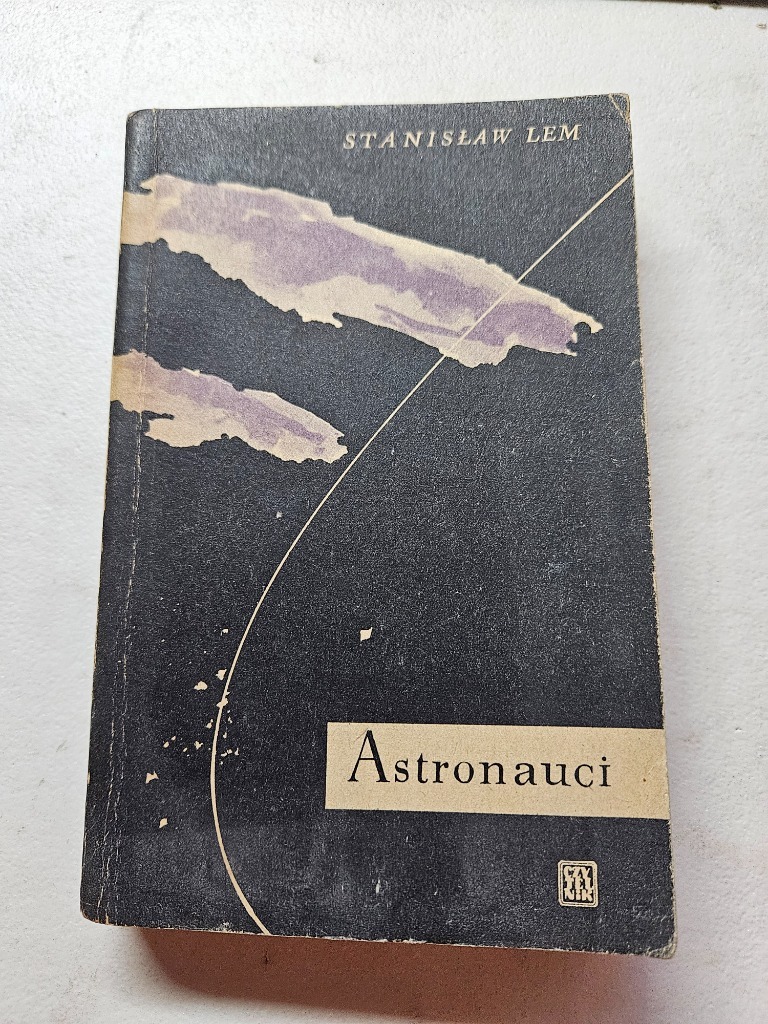 STANISŁAW LEM
Astronauci
CZY
TEL
NIK